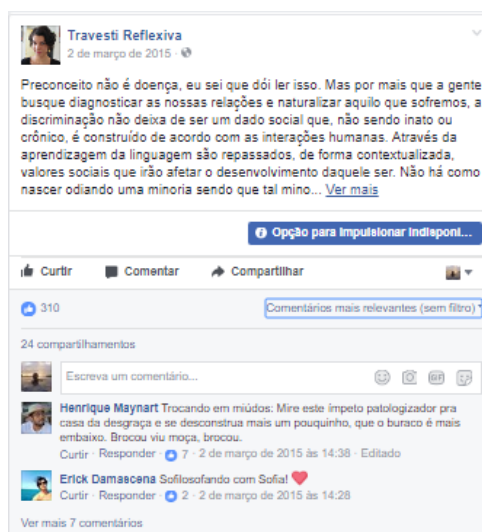 Travesti Reflexiva
2 de março de 2015 ·
Preconceito não é doença, eu sei que dói ler isso. Mas por mais que a gente
busque diagnosticar as nossas relações e naturalizar aquilo que sofremos, a
discriminação não deixa de ser um dado social que, não sendo inato ou
crônico, é construído de acordo com as interações humanas. Através da
aprendizagem da linguagem são repassados, de forma contextualizada,
valores sociais que irão afetar o desenvolvimento daquele ser. Não há como
nascer odiando uma minoria sendo que tal mino... Ver mais
Opção para impulsionar indisponí...
Curtir Comentar Compartilhar
310 Comentários mais relevantes (sem filtro)
24 compartilhamentos
Escreva um comentário... GIF
Henrique Maynart Trocando em miúdos: Mire este ímpeto patologizador pra
casa da desgraça e se desconstrua mais um pouquinho, que o buraco é mais
embaixo. Brocou viu moça, brocou.
Curtir · Responder · 7 · 2 de março de 2015 às 14:38 · Editado
Erick Damascena Sofilosofando com Sofia!
Curtir · Responder · 2 · 2 de março de 2015 às 14:28
Ver mais 7 comentários